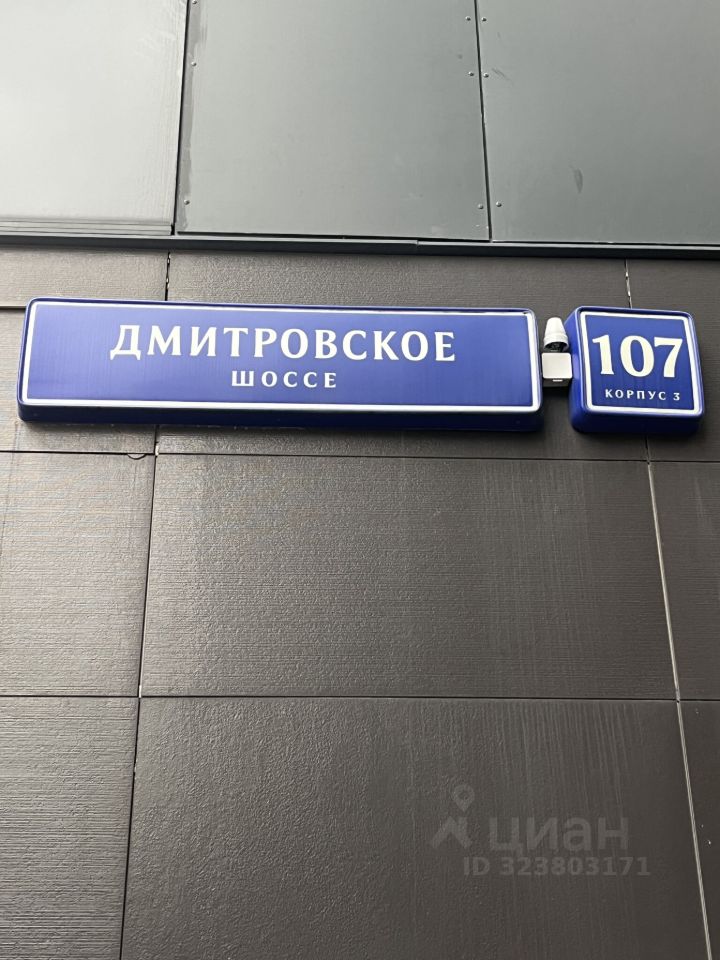 ДМИТРОВСКОЕ
ШОССЕ
107
КОРПУС 3
циан
ID 323803171